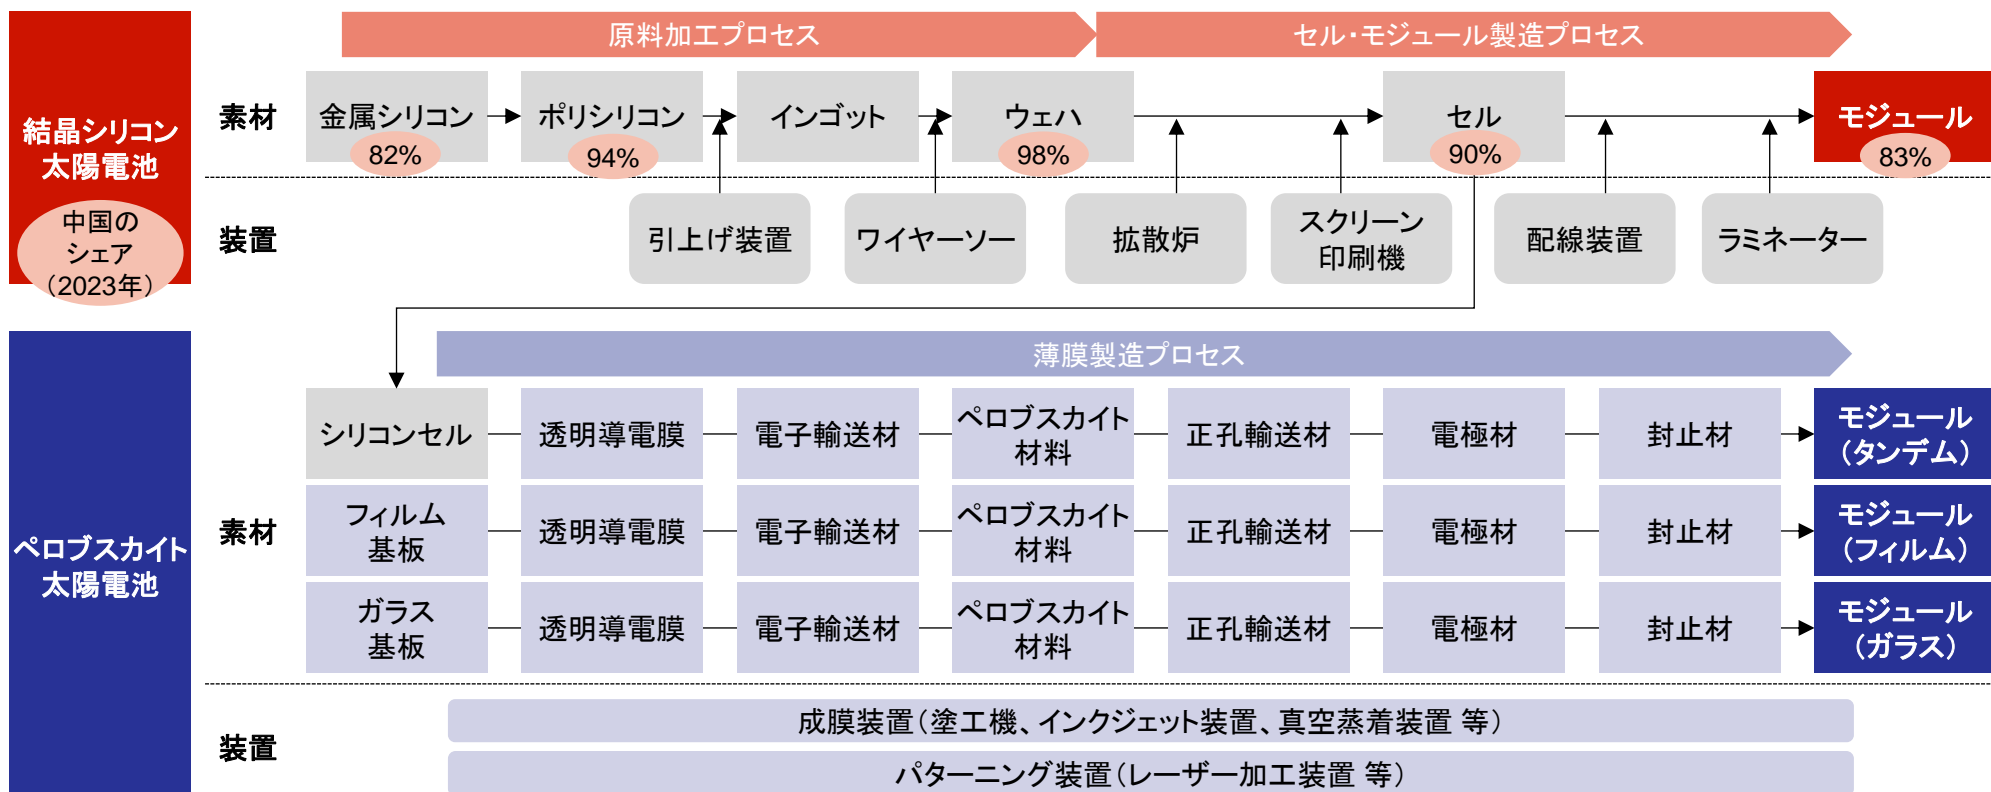 原料加工プロセス
セル・モジュール製造プロセス
結晶シリコン
太陽電池
中国の
シェア
（2023年）
素材
金属シリコン
82%
ポリシリコン
94%
インゴット
ウェハ
98%
セル
90%
モジュール
83%
装置
引上げ装置
ワイヤーソー
拡散炉
スクリーン
印刷機
配線装置
ラミネーター
ペロブスカイト
太陽電池
薄膜製造プロセス
素材
シリコンセル
透明導電膜
電子輸送材
ペロブスカイト
材料
正孔輸送材
電極材
封止材
モジュール
（タンデム）
フィルム
基板
透明導電膜
電子輸送材
ペロブスカイト
材料
正孔輸送材
電極材
封止材
モジュール
（フィルム）
ガラス
基板
透明導電膜
電子輸送材
ペロブスカイト
材料
正孔輸送材
電極材
封止材
モジュール
（ガラス）
装置
成膜装置（塗工機、インクジェット装置、真空蒸着装置 等）
パターニング装置（レーザー加工装置 等）